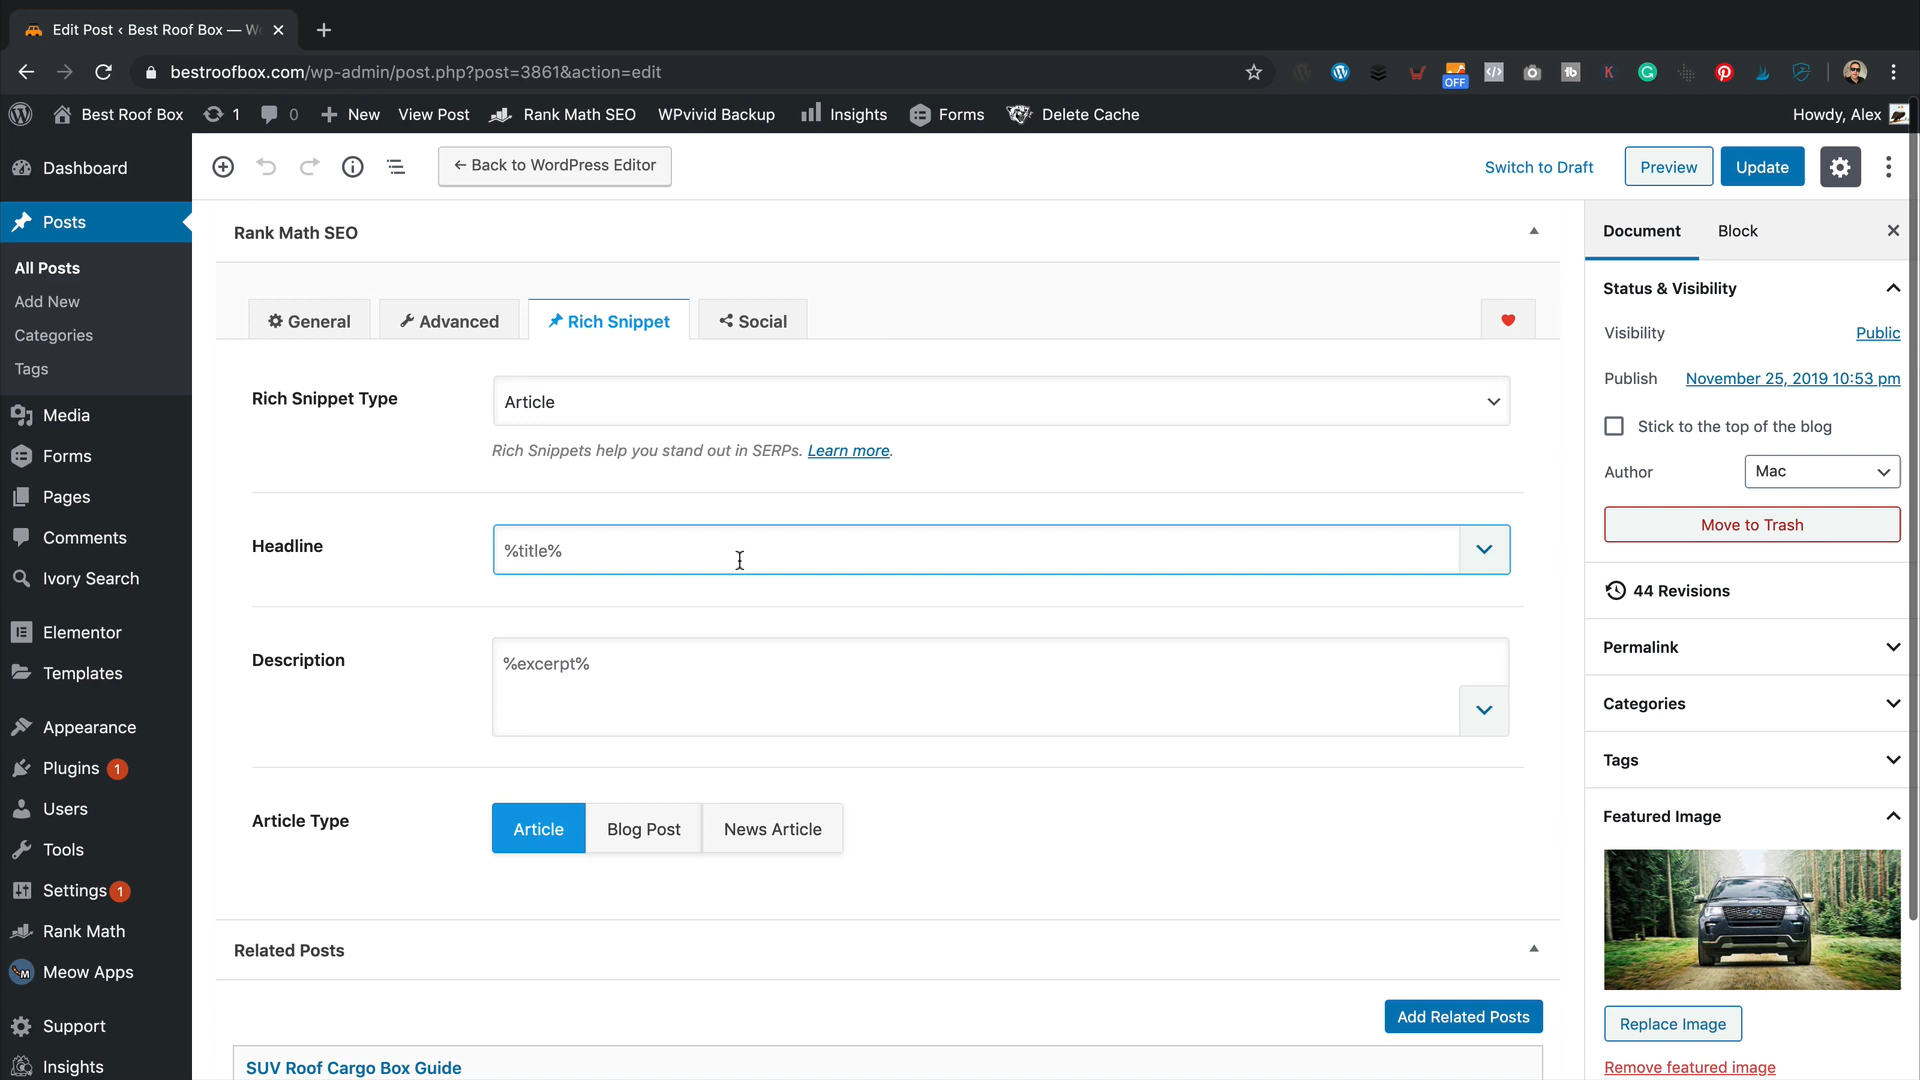 Edit Post ‹ Best Roof Box — W
bestroofbox.com/wp-admin/post.php?post=3861&action=edit
OFF
Best Roof Box
1
0
New
View Post
Rank Math SEO
WPvivid Backup
Insights
Forms
Delete Cache
Howdy, Alex
Dashboard
Posts
All Posts
Add New
Categories
Tags
Media
Forms
Pages
Comments
Ivory Search
Elementor
Templates
Appearance
Plugins 1
Users
Tools
Settings 1
Rank Math
Meow Apps
Support
Insights
← Back to WordPress Editor
Switch to Draft
Preview
Update
Rank Math SEO
General
Advanced
Rich Snippet
Social
Rich Snippet Type
Article
Rich Snippets help you stand out in SERPs. Learn more.
Headline
%title%
Description
%excerpt%
Article Type
Article
Blog Post
News Article
Related Posts
Add Related Posts
SUV Roof Cargo Box Guide
Document
Block
Status & Visibility
Visibility
Public
Publish
November 25, 2019 10:53 pm
Stick to the top of the blog
Author
Mac
Move to Trash
44 Revisions
Permalink
Categories
Tags
Featured Image
Replace Image
Remove featured image